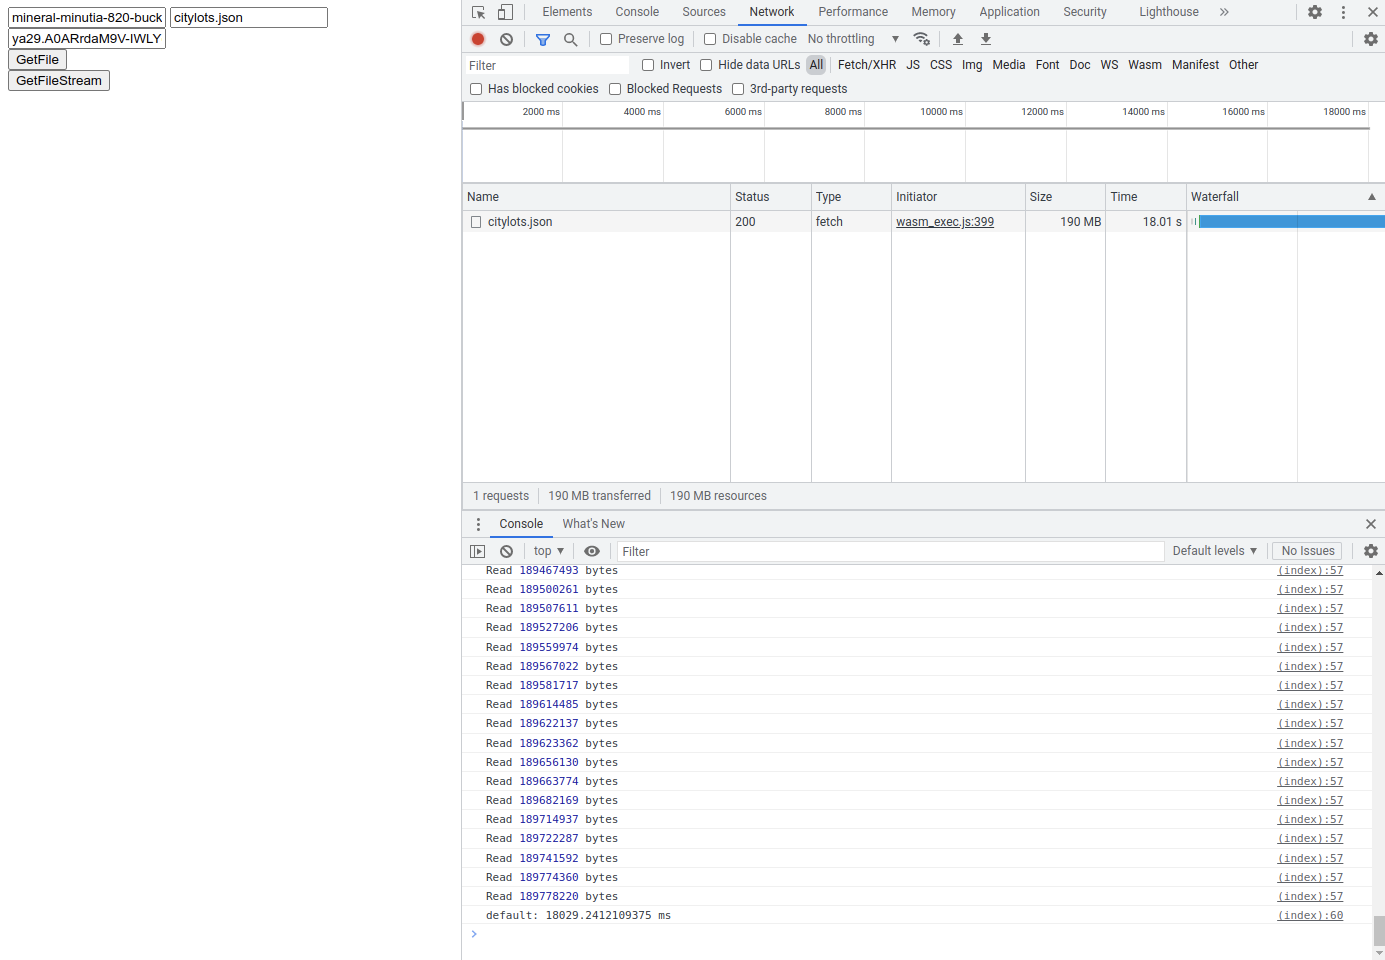 mineral-minutia-820-buck citylots.json
ya29.A0ARrdaM9V-IWLY
GetFile
GetFileStream
Elements Console Sources Network Performance Memory Application Security Lighthouse »
Preserve log Disable cache No throttling
Filter Invert Hide data URLs All Fetch/XHR JS CSS Img Media Font Doc WS Wasm Manifest Other
Has blocked cookies Blocked Requests 3rd-party requests
2000 ms 4000 ms 6000 ms 8000 ms 10000 ms 12000 ms 14000 ms 16000 ms 18000 ms
Name Status Type Initiator Size Time Waterfall
citylots.json 200 fetch wasm_exec.js:399 190 MB 18.01 s
1 requests 190 MB transferred 190 MB resources
Console What's New
top Filter Default levels No Issues
Read 189467493 bytes (index):57
Read 189500261 bytes (index):57
Read 189507611 bytes (index):57
Read 189527206 bytes (index):57
Read 189559974 bytes (index):57
Read 189567022 bytes (index):57
Read 189581717 bytes (index):57
Read 189614485 bytes (index):57
Read 189622137 bytes (index):57
Read 189623362 bytes (index):57
Read 189656130 bytes (index):57
Read 189663774 bytes (index):57
Read 189682169 bytes (index):57
Read 189714937 bytes (index):57
Read 189722287 bytes (index):57
Read 189741592 bytes (index):57
Read 189774360 bytes (index):57
Read 189778220 bytes (index):57
default: 18029.2412109375 ms (index):60
>